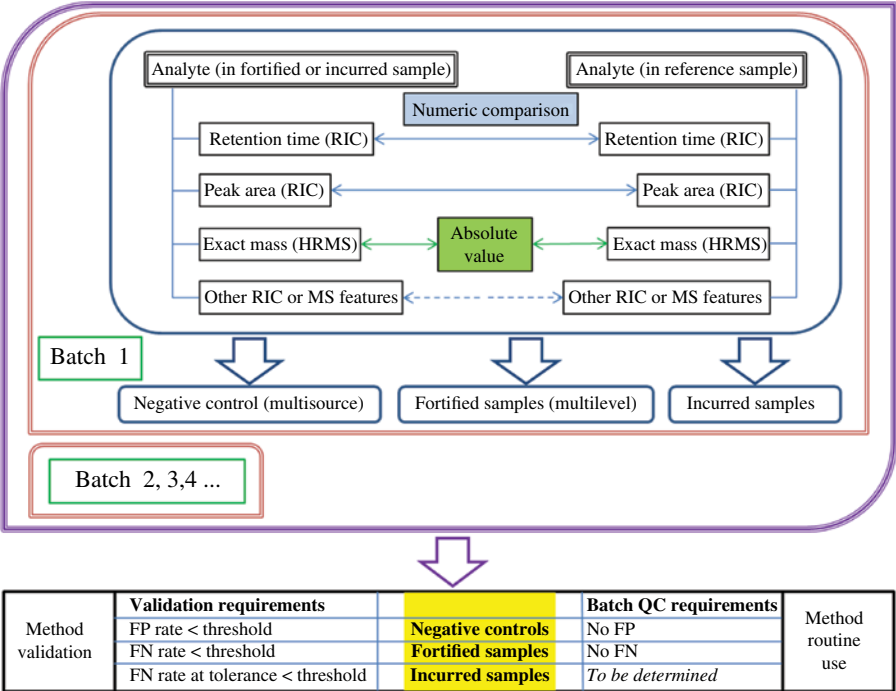 Analyte (in fortified or incurred sample)
Analyte (in reference sample)
Numeric comparison
Retention time (RIC)
Retention time (RIC)
Peak area (RIC)
Peak area (RIC)
Exact mass (HRMS)
Absolute
value
Exact mass (HRMS)
Other RIC or MS features
Other RIC or MS features
Batch 1
Negative control (multisource)
Fortified samples (multilevel)
Incurred samples
Batch 2, 3,4 ...
Method
validation
Validation requirements
Batch QC requirements
FP rate < threshold
Negative controls
No FP
FN rate < threshold
Fortified samples
No FN
FN rate at tolerance < threshold
Incurred samples
To be determined
Method
routine
use